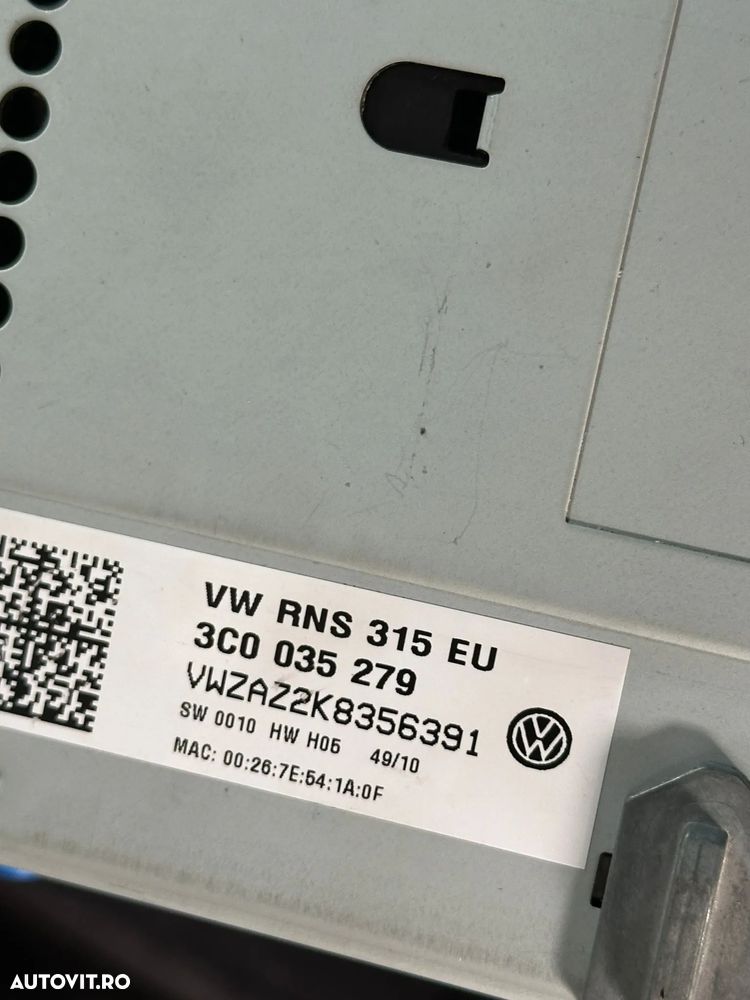 VW RNS 315 EU
3C0 035 279
VWZAZ2K8356391
SW 0010 HW H05 49/10
MAC: 00:26:7E:54:1A:0F
AUTOVIT.RO